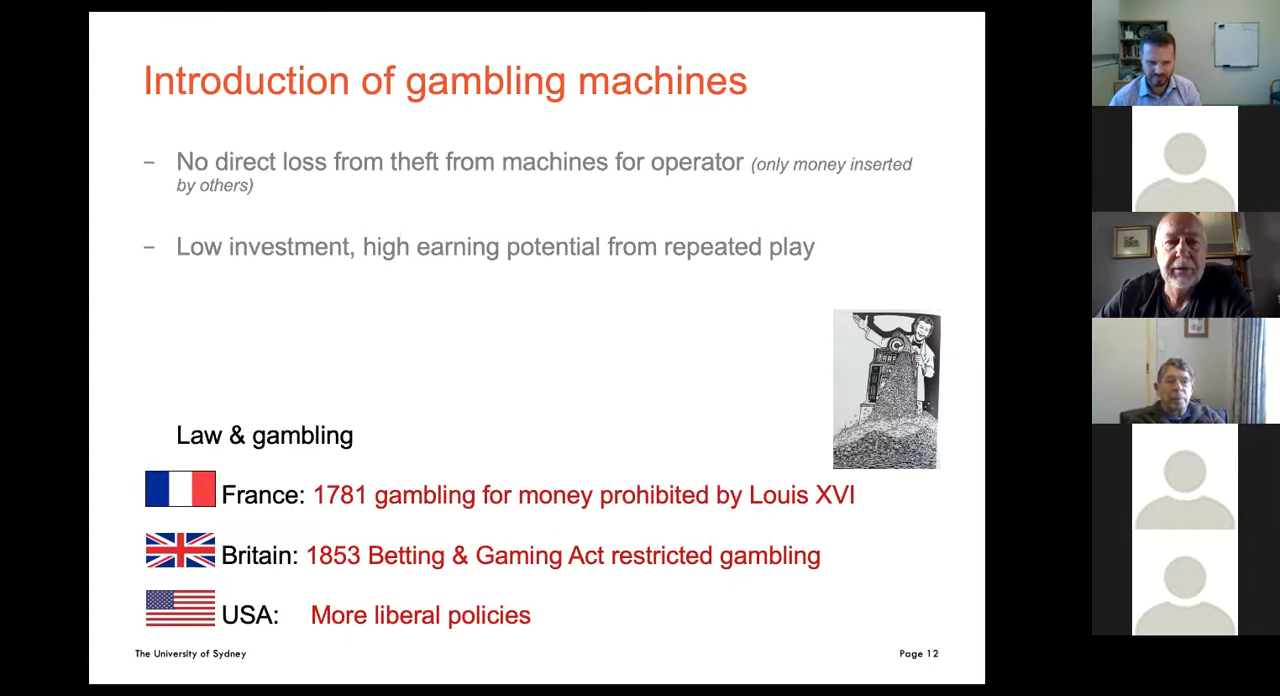 Introduction of gambling machines
– No direct loss from theft from machines for operator (only money inserted
by others)
– Low investment, high earning potential from repeated play
Law & gambling
France: 1781 gambling for money prohibited by Louis XVI
Britain: 1853 Betting & Gaming Act restricted gambling
USA: More liberal policies
The University of Sydney
Page 12